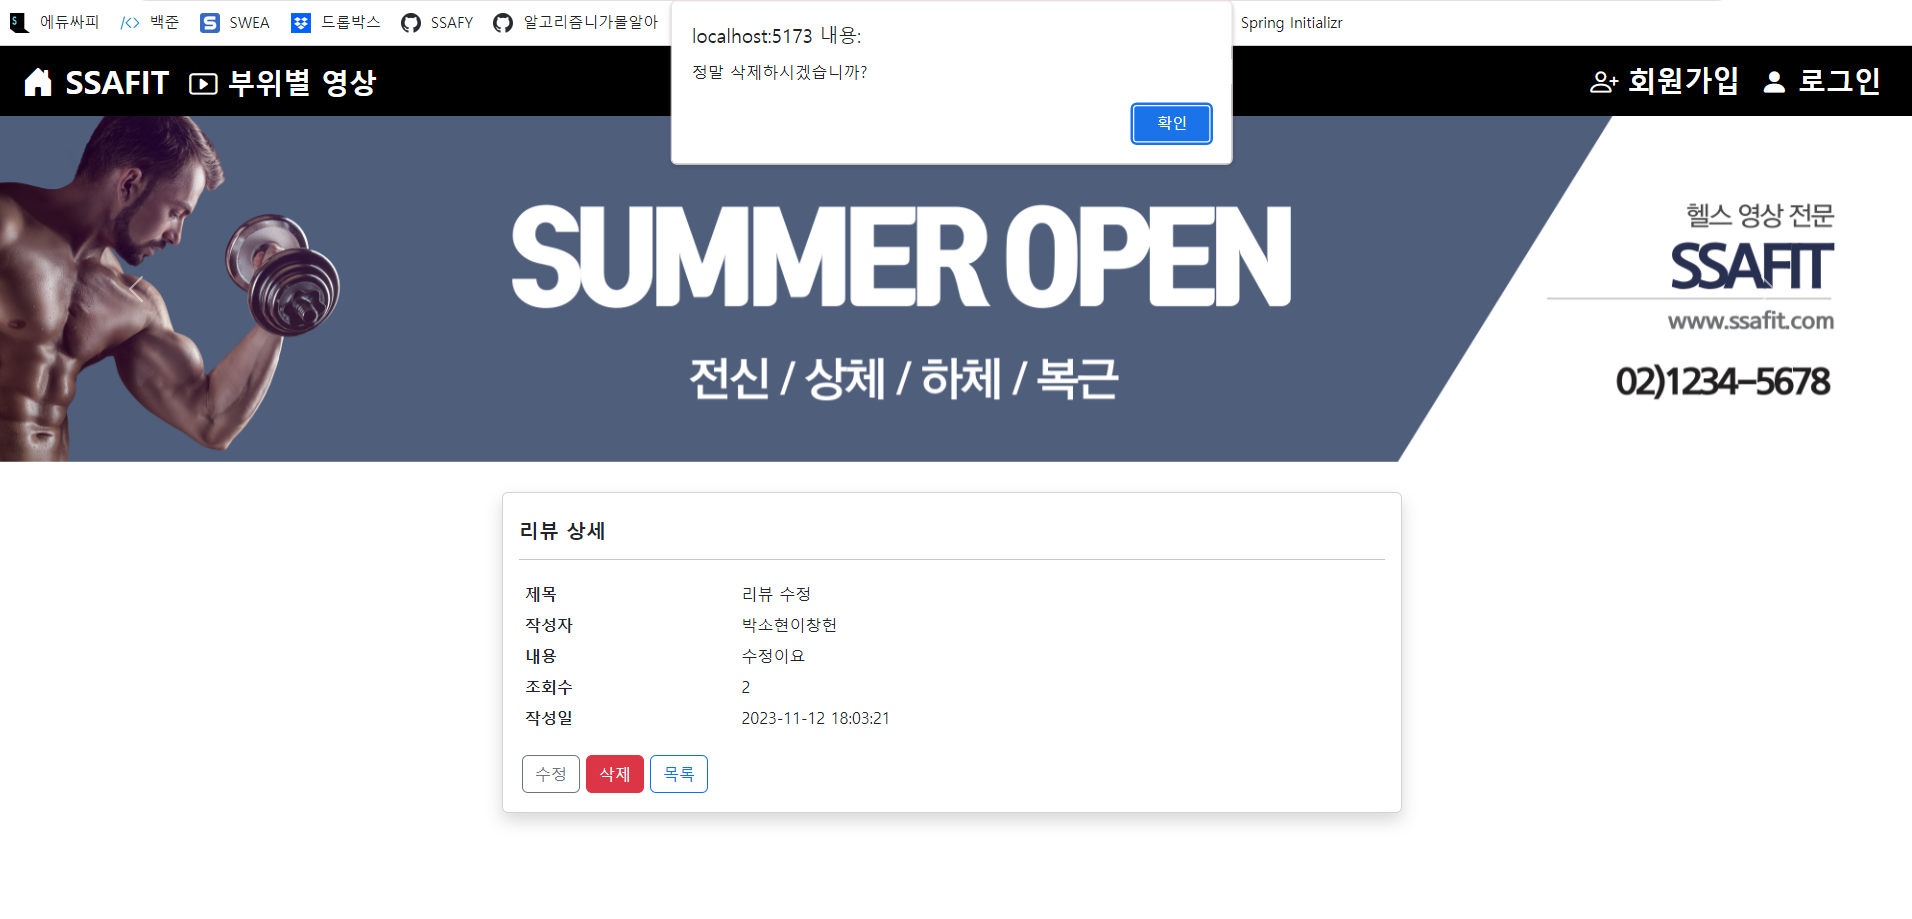 에듀싸피 </> 백준 S SWEA 드롭박스 SSAFY 알고리즘니가몰알아 Spring Initializr
localhost:5173 내용:
정말 삭제하시겠습니까?
확인
SSAFIT 부위별 영상 회원가입 로그인
SUMMER OPEN
전신 / 상체 / 하체 / 복근
헬스 영상 전문
SSAFIT
www.ssafit.com
02)1234-5678
리뷰 상세
제목 리뷰 수정
작성자 박소현이창헌
내용 수정이요
조회수 2
작성일 2023-11-12 18:03:21
수정 삭제 목록